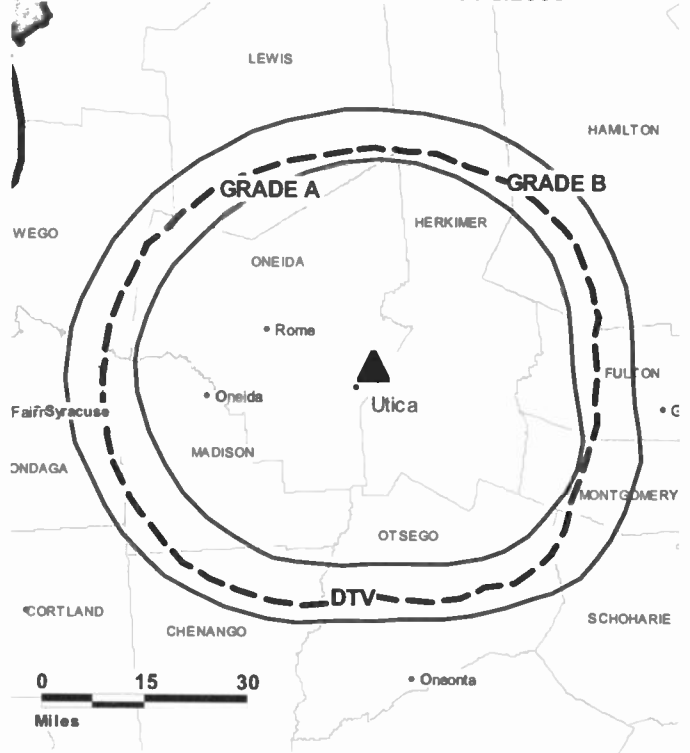 LEWIS
HAMILTON
GRADE A
GRADE B
WEGO
HERKIMER
ONEIDA
Rome
FULTON
Oneida
Utica
Syracuse
G
MADISON
ONDAGA
MONTGOMERY
OTSEGO
DTV
CORTLAND
CHENANGO
SCHOHARIE
Oneonta
0 15 30
Miles